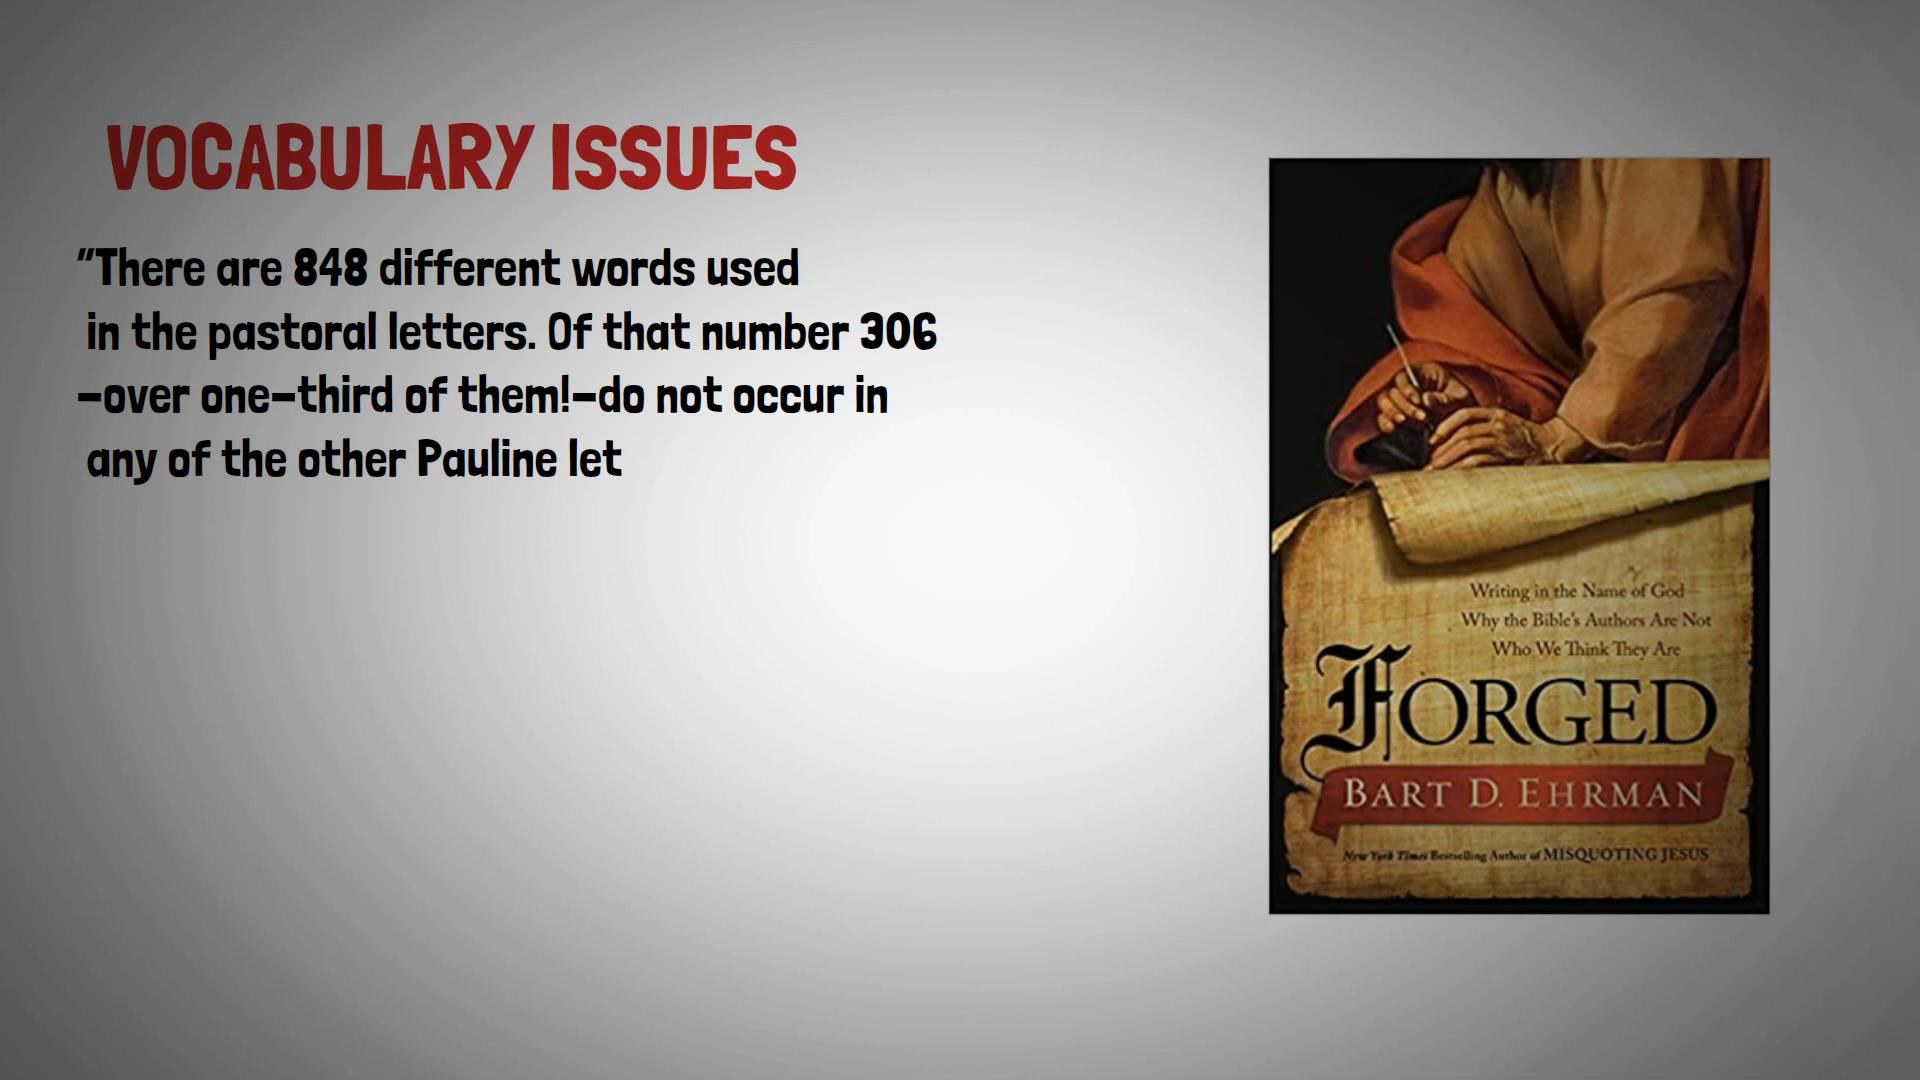 VOCABULARY ISSUES
“There are 848 different words used
in the pastoral letters. Of that number 306
–over one–third of them!–do not occur in
any of the other Pauline let
Writing in the Name of God
Why the Bible's Authors Are Not
Who We Think They Are
FORGED
BART D. EHRMAN
New York Times Bestselling Author of MISQUOTING JESUS